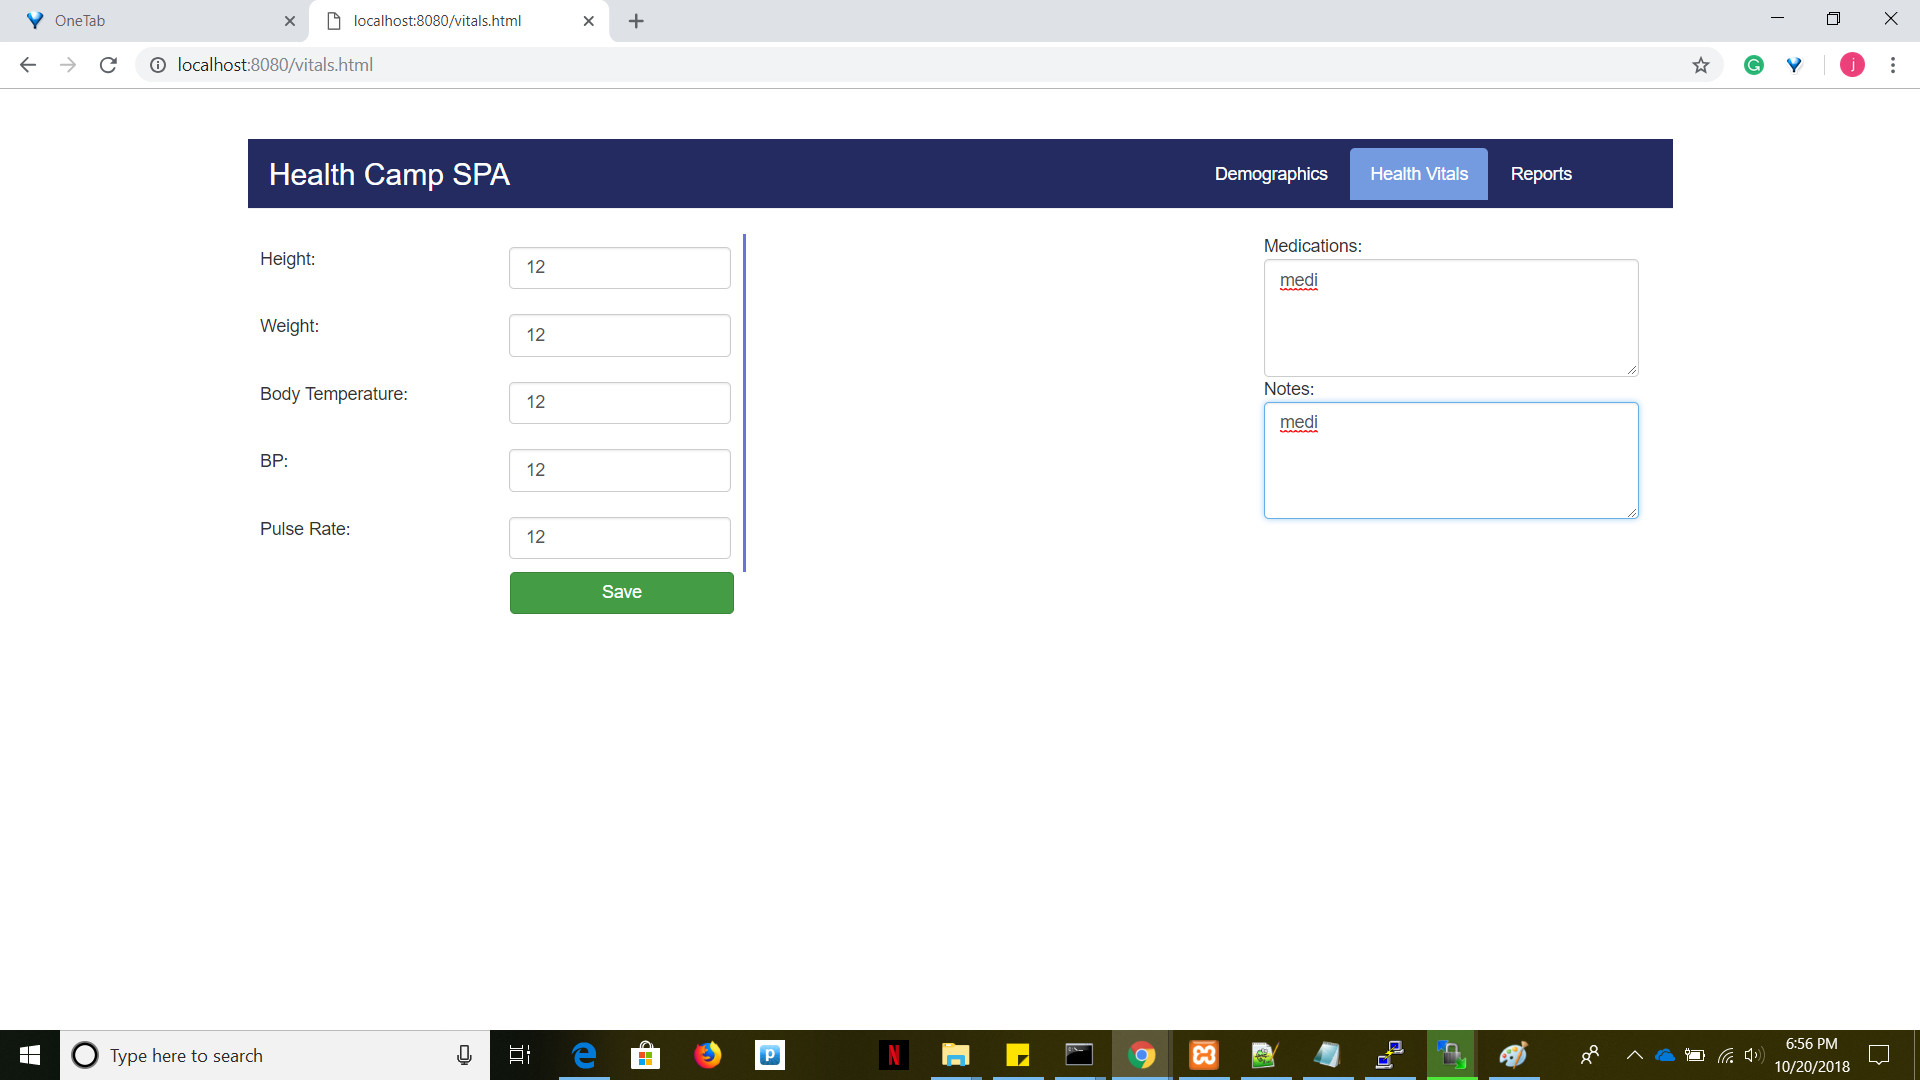 OneTab
localhost:8080/vitals.html
localhost:8080/vitals.html
j
Health Camp SPA
Demographics
Health Vitals
Reports
Height:
12
Weight:
12
Body Temperature:
12
BP:
12
Pulse Rate:
12
Save
Medications:
medi
Notes:
medi
Type here to search
6:56 PM
10/20/2018